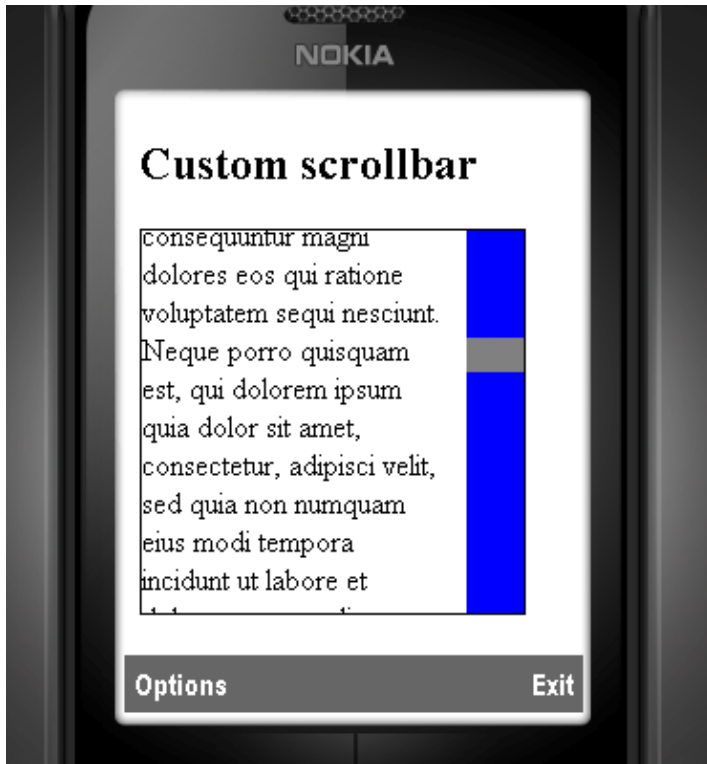 NOKIA
Custom scrollbar
consequuntur magni
dolores eos qui ratione
voluptatem sequi nesciunt.
Neque porro quisquam
est, qui dolorem ipsum
quia dolor sit amet,
consectetur, adipisci velit,
sed quia non numquam
eius modi tempora
incidunt ut labore et
Options Exit